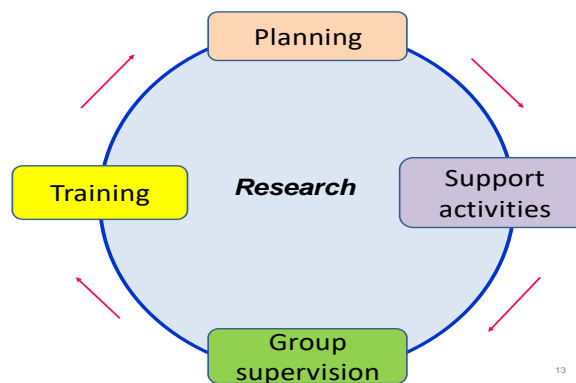 Planning
Training
Research
Support
activities
Group
supervision
13